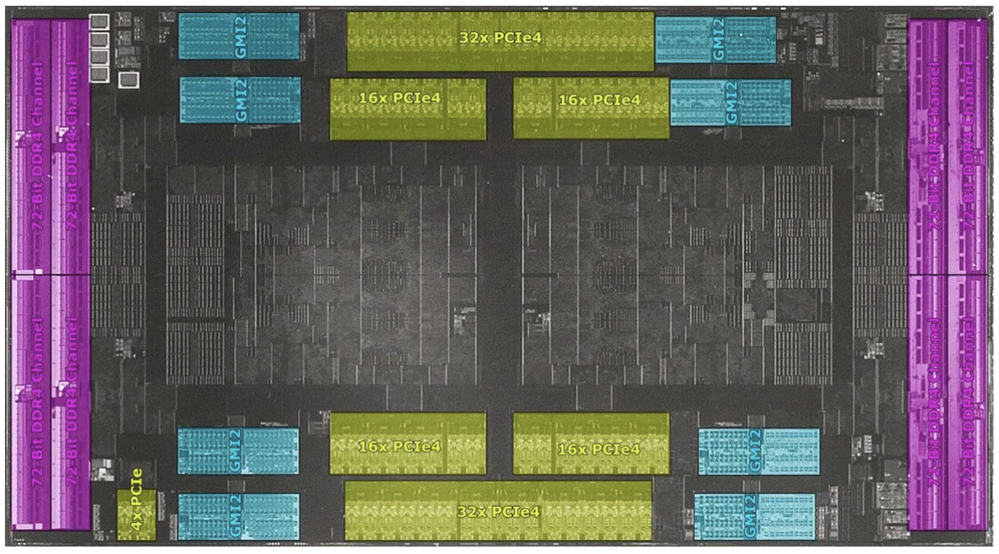 GMI2
32x PCIe4
GMI2
GMI2
16x PCIe4
16x PCIe4
GMI2
72-Bit DDR4 Channel
72-Bit DDR4 Channel
72-Bit DDR4 Channel
72-Bit DDR4 Channel
72-Bit DDR4 Channel
72-Bit DDR4 Channel
72-Bit DDR4 Channel
72-Bit DDR4 Channel
GMI2
16x PCIe4
16x PCIe4
GMI2
4x PCIe
GMI2
32x PCIe4
GMI2